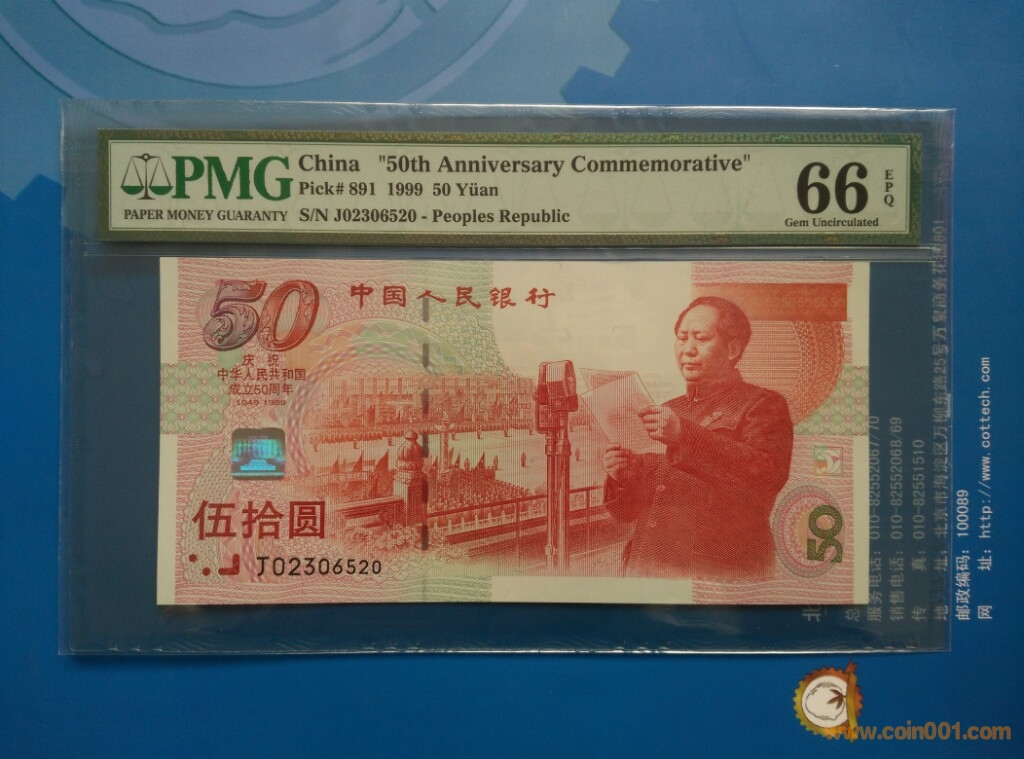 PMG
PAPER MONEY GUARANTY
China "50th Anniversary Commemorative"
Pick# 891 1999 50 Yüan
S/N J02306520 - Peoples Republic
66
EPQ
Gem Uncirculated
50
中国人民银行
庆祝
中华人民共和国
成立50周年
1949-1999
伍拾圆
J02306520
50
服务电话: 010-82552067/70
销售电话: 010-82552068/69
传 真: 010-82551510
邮政编码: 100089
网 址: http://www.cottech.com
www.coin001.com